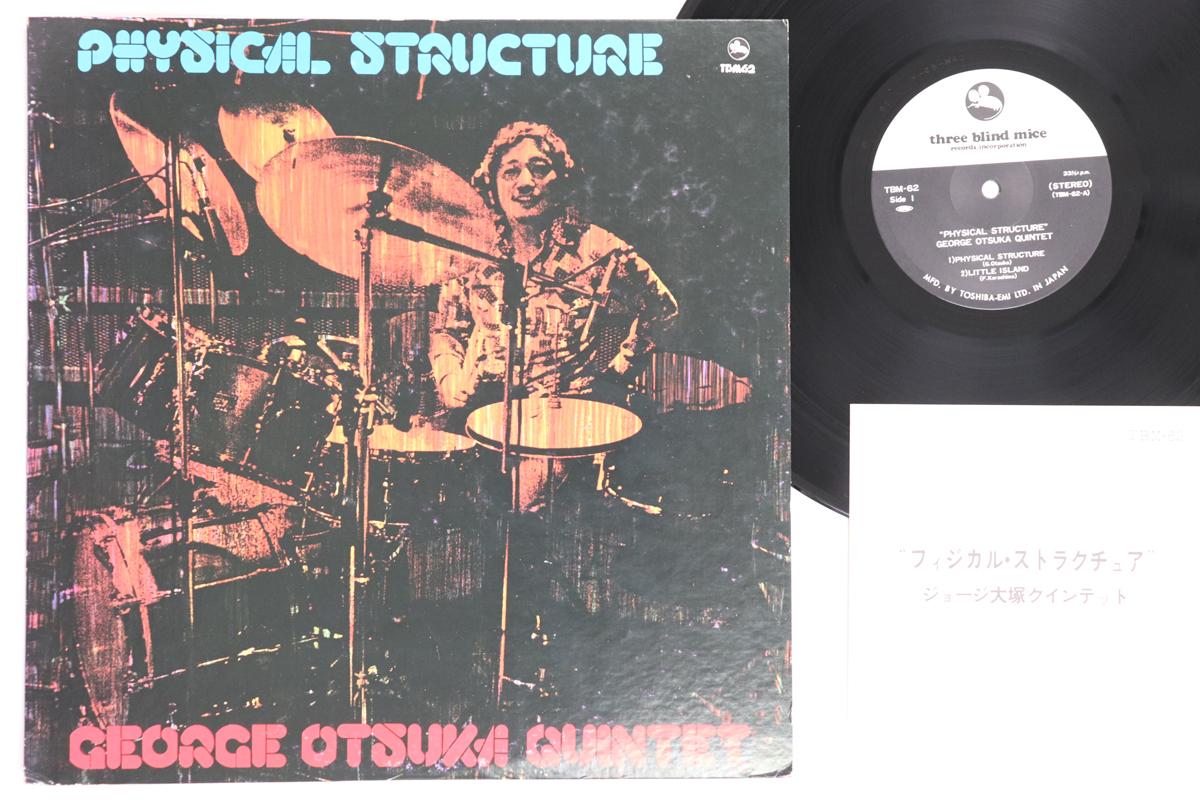 PHYSICAL STRUCTURE
TBM62
GEORGE OTSUKA QUINTET
three blind mice
records incorporation
TBM-62
Side 1
33⅓r.p.m.
(STEREO)
(TBM-62-A)
"PHYSICAL STRUCTURE"
GEORGE OTSUKA QUINTET
1)PHYSICAL STRUCTURE
(G.Otsuka)
2)LITTLE ISLAND
(F.Karashima)
MFD. BY TOSHIBA-EMI LTD. IN JAPAN
TBM-62
"フィジカル・ストラクチュア"
ジョージ大塚クインテット